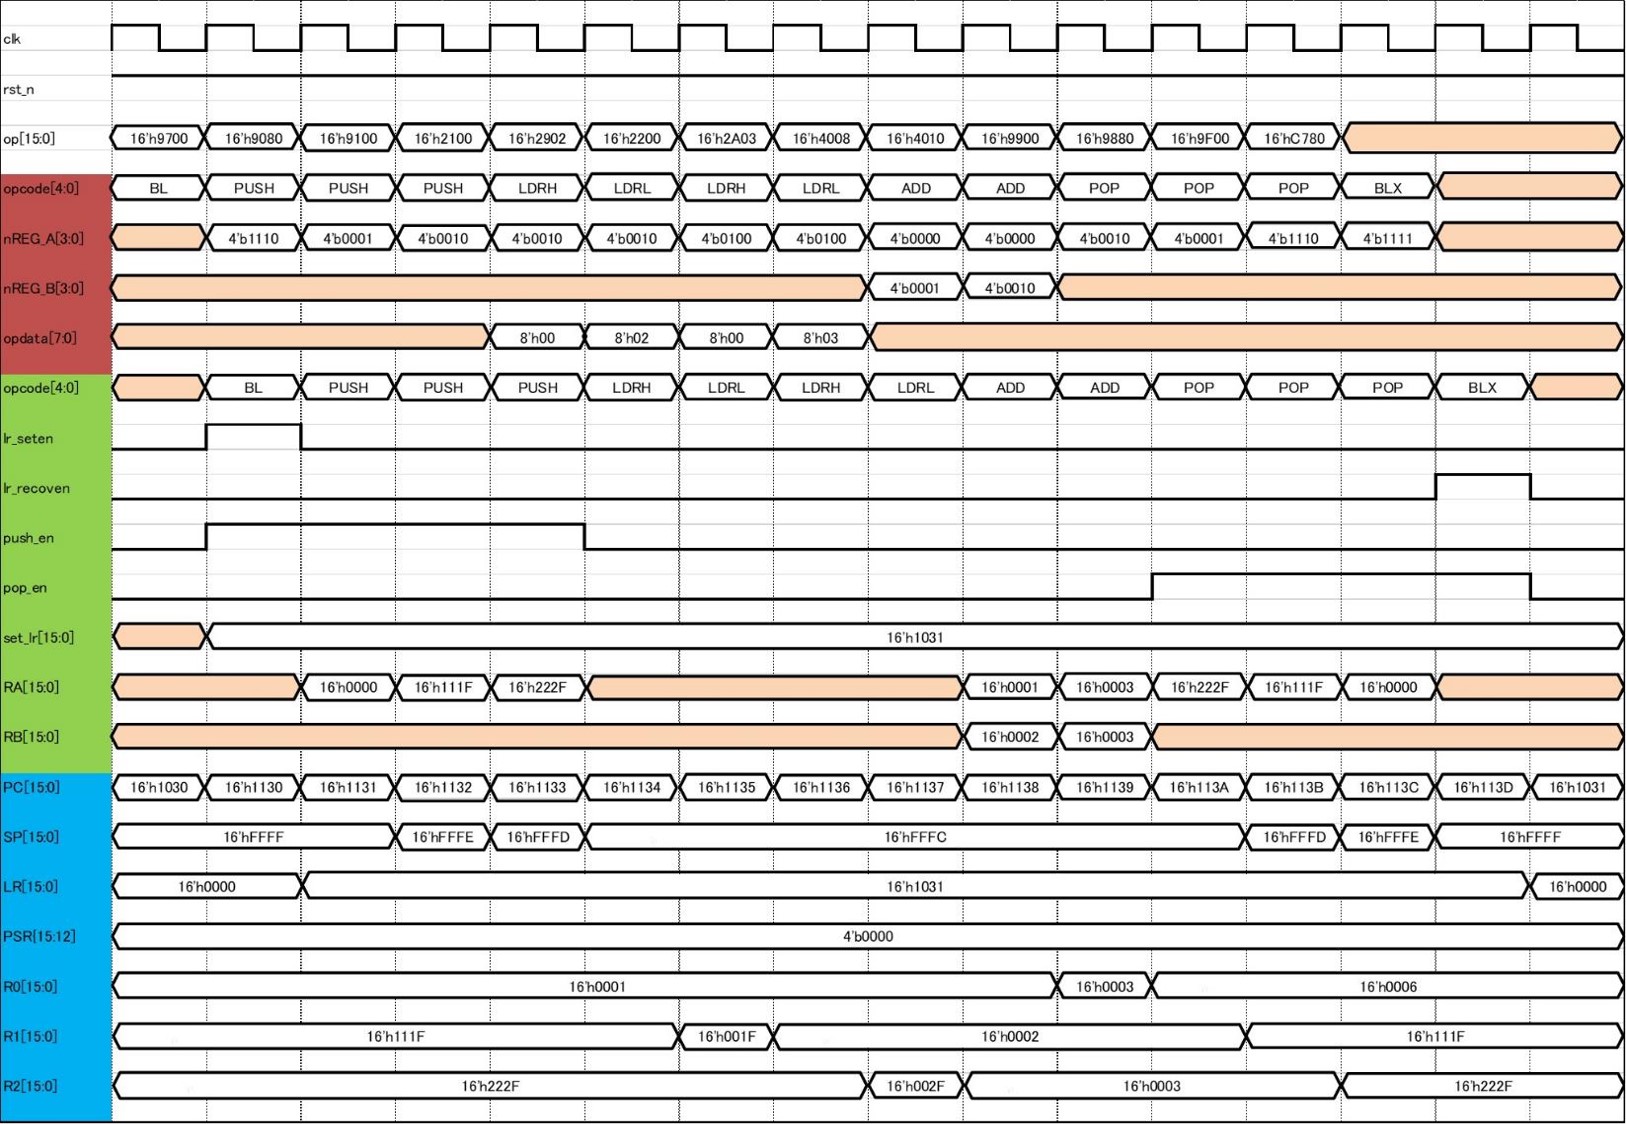 clk
rst_n
op[15:0] 16'h9700 16'h9080 16'h9100 16'h2100 16'h2902 16'h2200 16'h2A03 16'h4008 16'h4010 16'h9900 16'h9880 16'h9F00 16'hC780
opcode[4:0] BL PUSH PUSH PUSH LDRH LDRL LDRH LDRL ADD ADD POP POP POP BLX
nREG_A[3:0] 4'b1110 4'b0001 4'b0010 4'b0010 4'b0010 4'b0100 4'b0100 4'b0000 4'b0000 4'b0010 4'b0001 4'b1110 4'b1111
nREG_B[3:0] 4'b0001 4'b0010
opdata[7:0] 8'h00 8'h02 8'h00 8'h03
opcode[4:0] BL PUSH PUSH PUSH LDRH LDRL LDRH LDRL ADD ADD POP POP POP BLX
lr_seten
lr_recoven
push_en
pop_en
set_lr[15:0] 16'h1031
RA[15:0] 16'h0000 16'h111F 16'h222F 16'h0001 16'h0003 16'h222F 16'h111F 16'h0000
RB[15:0] 16'h0002 16'h0003
PC[15:0] 16'h1030 16'h1130 16'h1131 16'h1132 16'h1133 16'h1134 16'h1135 16'h1136 16'h1137 16'h1138 16'h1139 16'h113A 16'h113B 16'h113C 16'h113D 16'h1031
SP[15:0] 16'hFFFF 16'hFFFE 16'hFFFD 16'hFFFC 16'hFFFD 16'hFFFE 16'hFFFF
LR[15:0] 16'h0000 16'h1031 16'h0000
PSR[15:12] 4'b0000
R0[15:0] 16'h0001 16'h0003 16'h0006
R1[15:0] 16'h111F 16'h001F 16'h0002 16'h111F
R2[15:0] 16'h222F 16'h002F 16'h0003 16'h222F